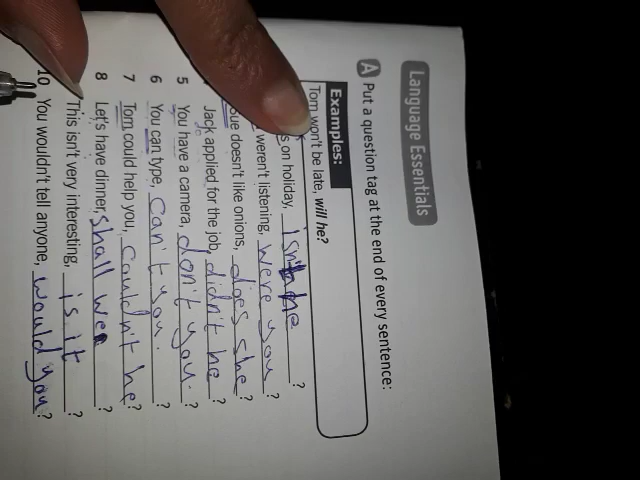 Language Essentials
A Put a question tag at the end of every sentence:
Examples:
Tom won't be late, will he?
s on holiday, isn't he ?
weren't listening, were you ?
Sue doesn't like onions, does she ?
Jack applied for the job, didn't he ?
5 You have a camera, don't you. ?
6 You can type, can't you. ?
7 Tom could help you, couldn't he ?
8 Let's have dinner, shall we ?
This isn't very interesting, is it ?
10 You wouldn't tell anyone, would you ?